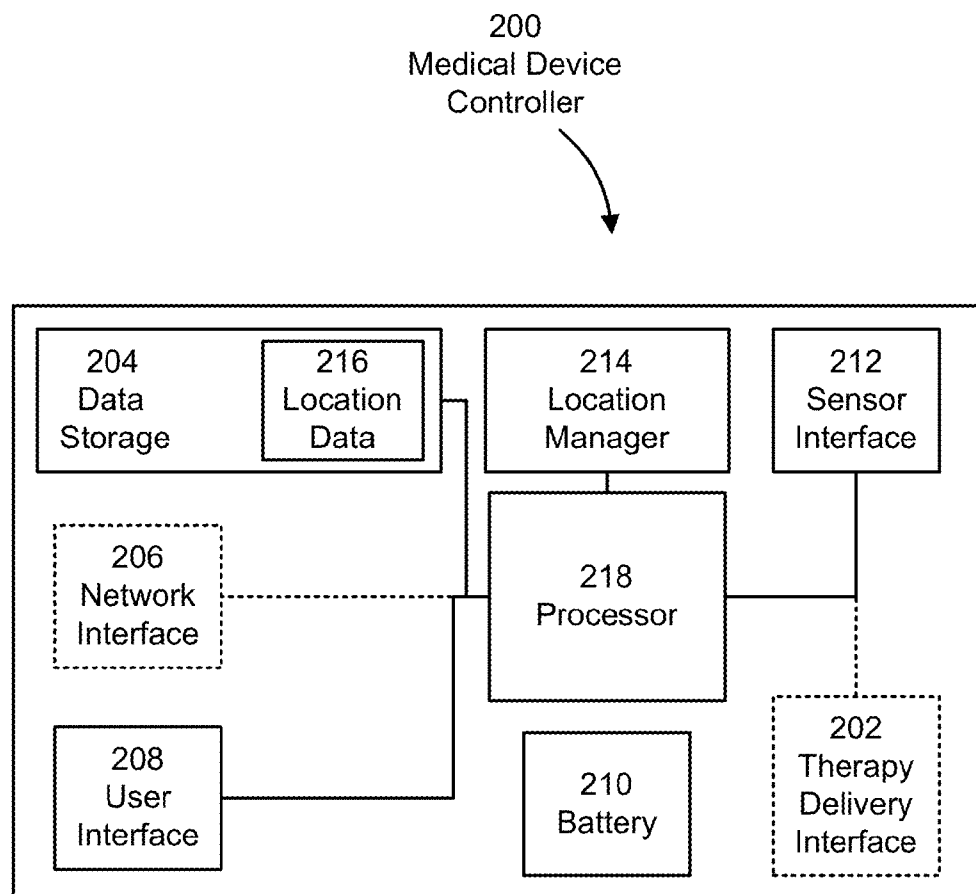 200
Medical Device
Controller
204
Data
Storage
216
Location
Data
214
Location
Manager
212
Sensor
Interface
206
Network
Interface
218
Processor
208
User
Interface
210
Battery
202
Therapy
Delivery
Interface